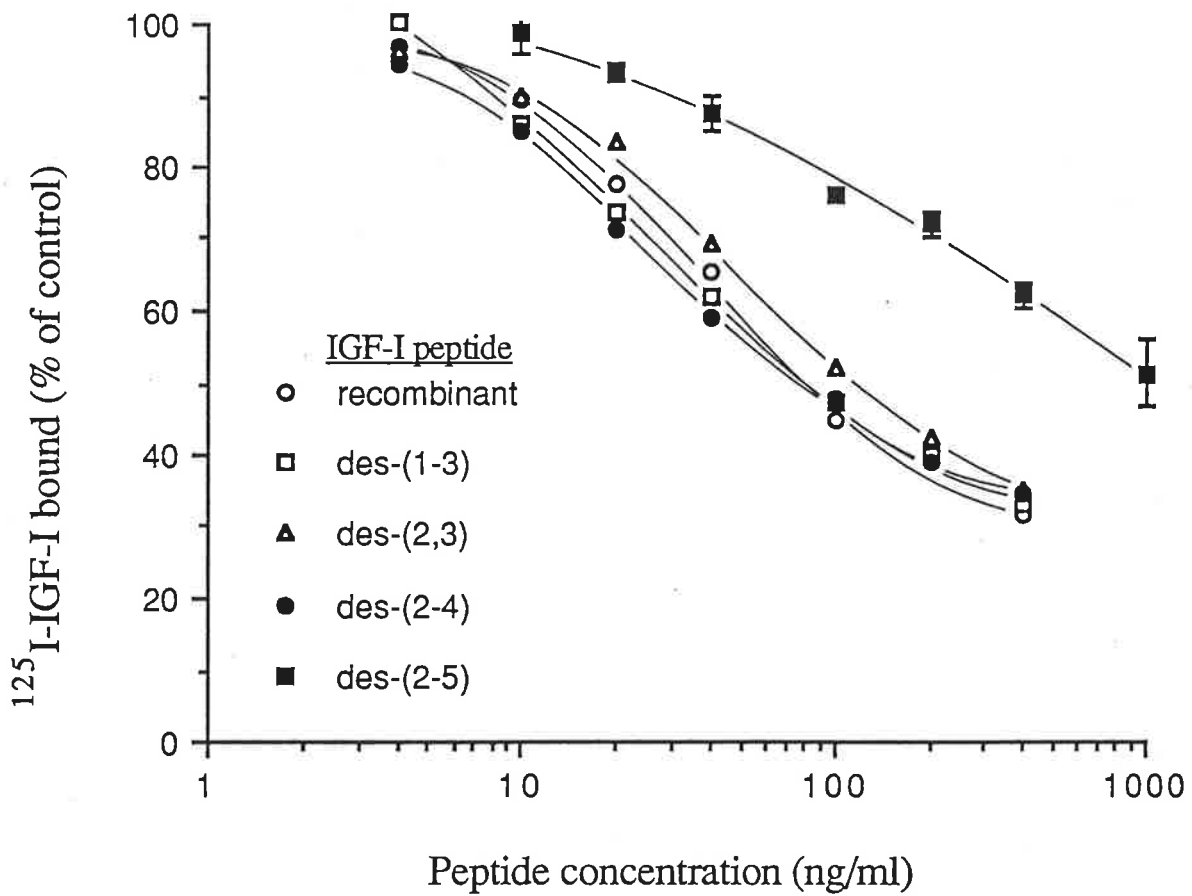 100
80
60
40
20
0
1
10
100
1000
¹²⁵I-IGF-I bound (% of control)
Peptide concentration (ng/ml)
IGF-I peptide
recombinant
des-(1-3)
des-(2,3)
des-(2-4)
des-(2-5)